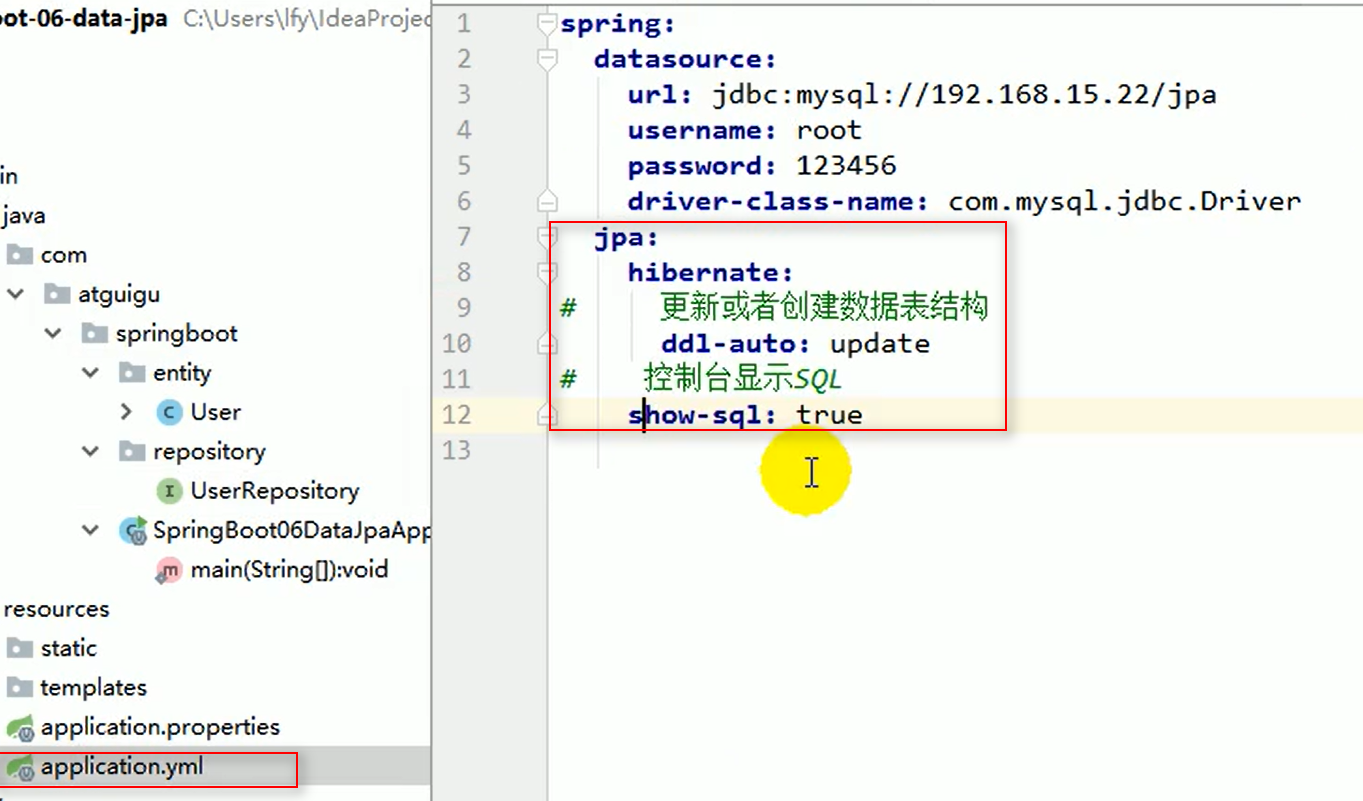 ot-06-data-jpa C:\Users\lfy\IdeaProjec
in
java
com
atguigu
springboot
entity
User
repository
UserRepository
SpringBoot06DataJpaApp
main(String[]):void
resources
static
templates
application.properties
application.yml
1 spring:
2 datasource:
3 url: jdbc:mysql://192.168.15.22/jpa
4 username: root
5 password: 123456
6 driver-class-name: com.mysql.jdbc.Driver
7 jpa:
8 hibernate:
9 # 更新或者创建数据表结构
10 ddl-auto: update
11 # 控制台显示SQL
12 show-sql: true
13